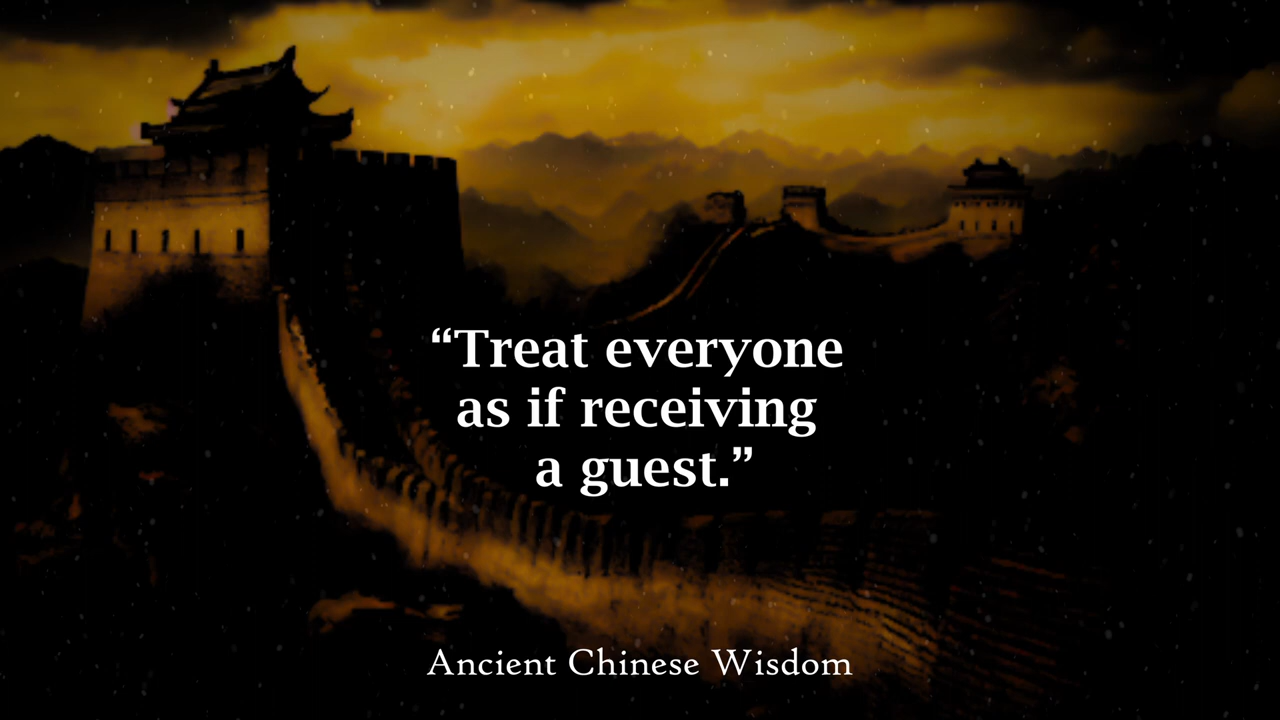 “Treat everyone
as if receiving
a guest.”
Ancient Chinese Wisdom